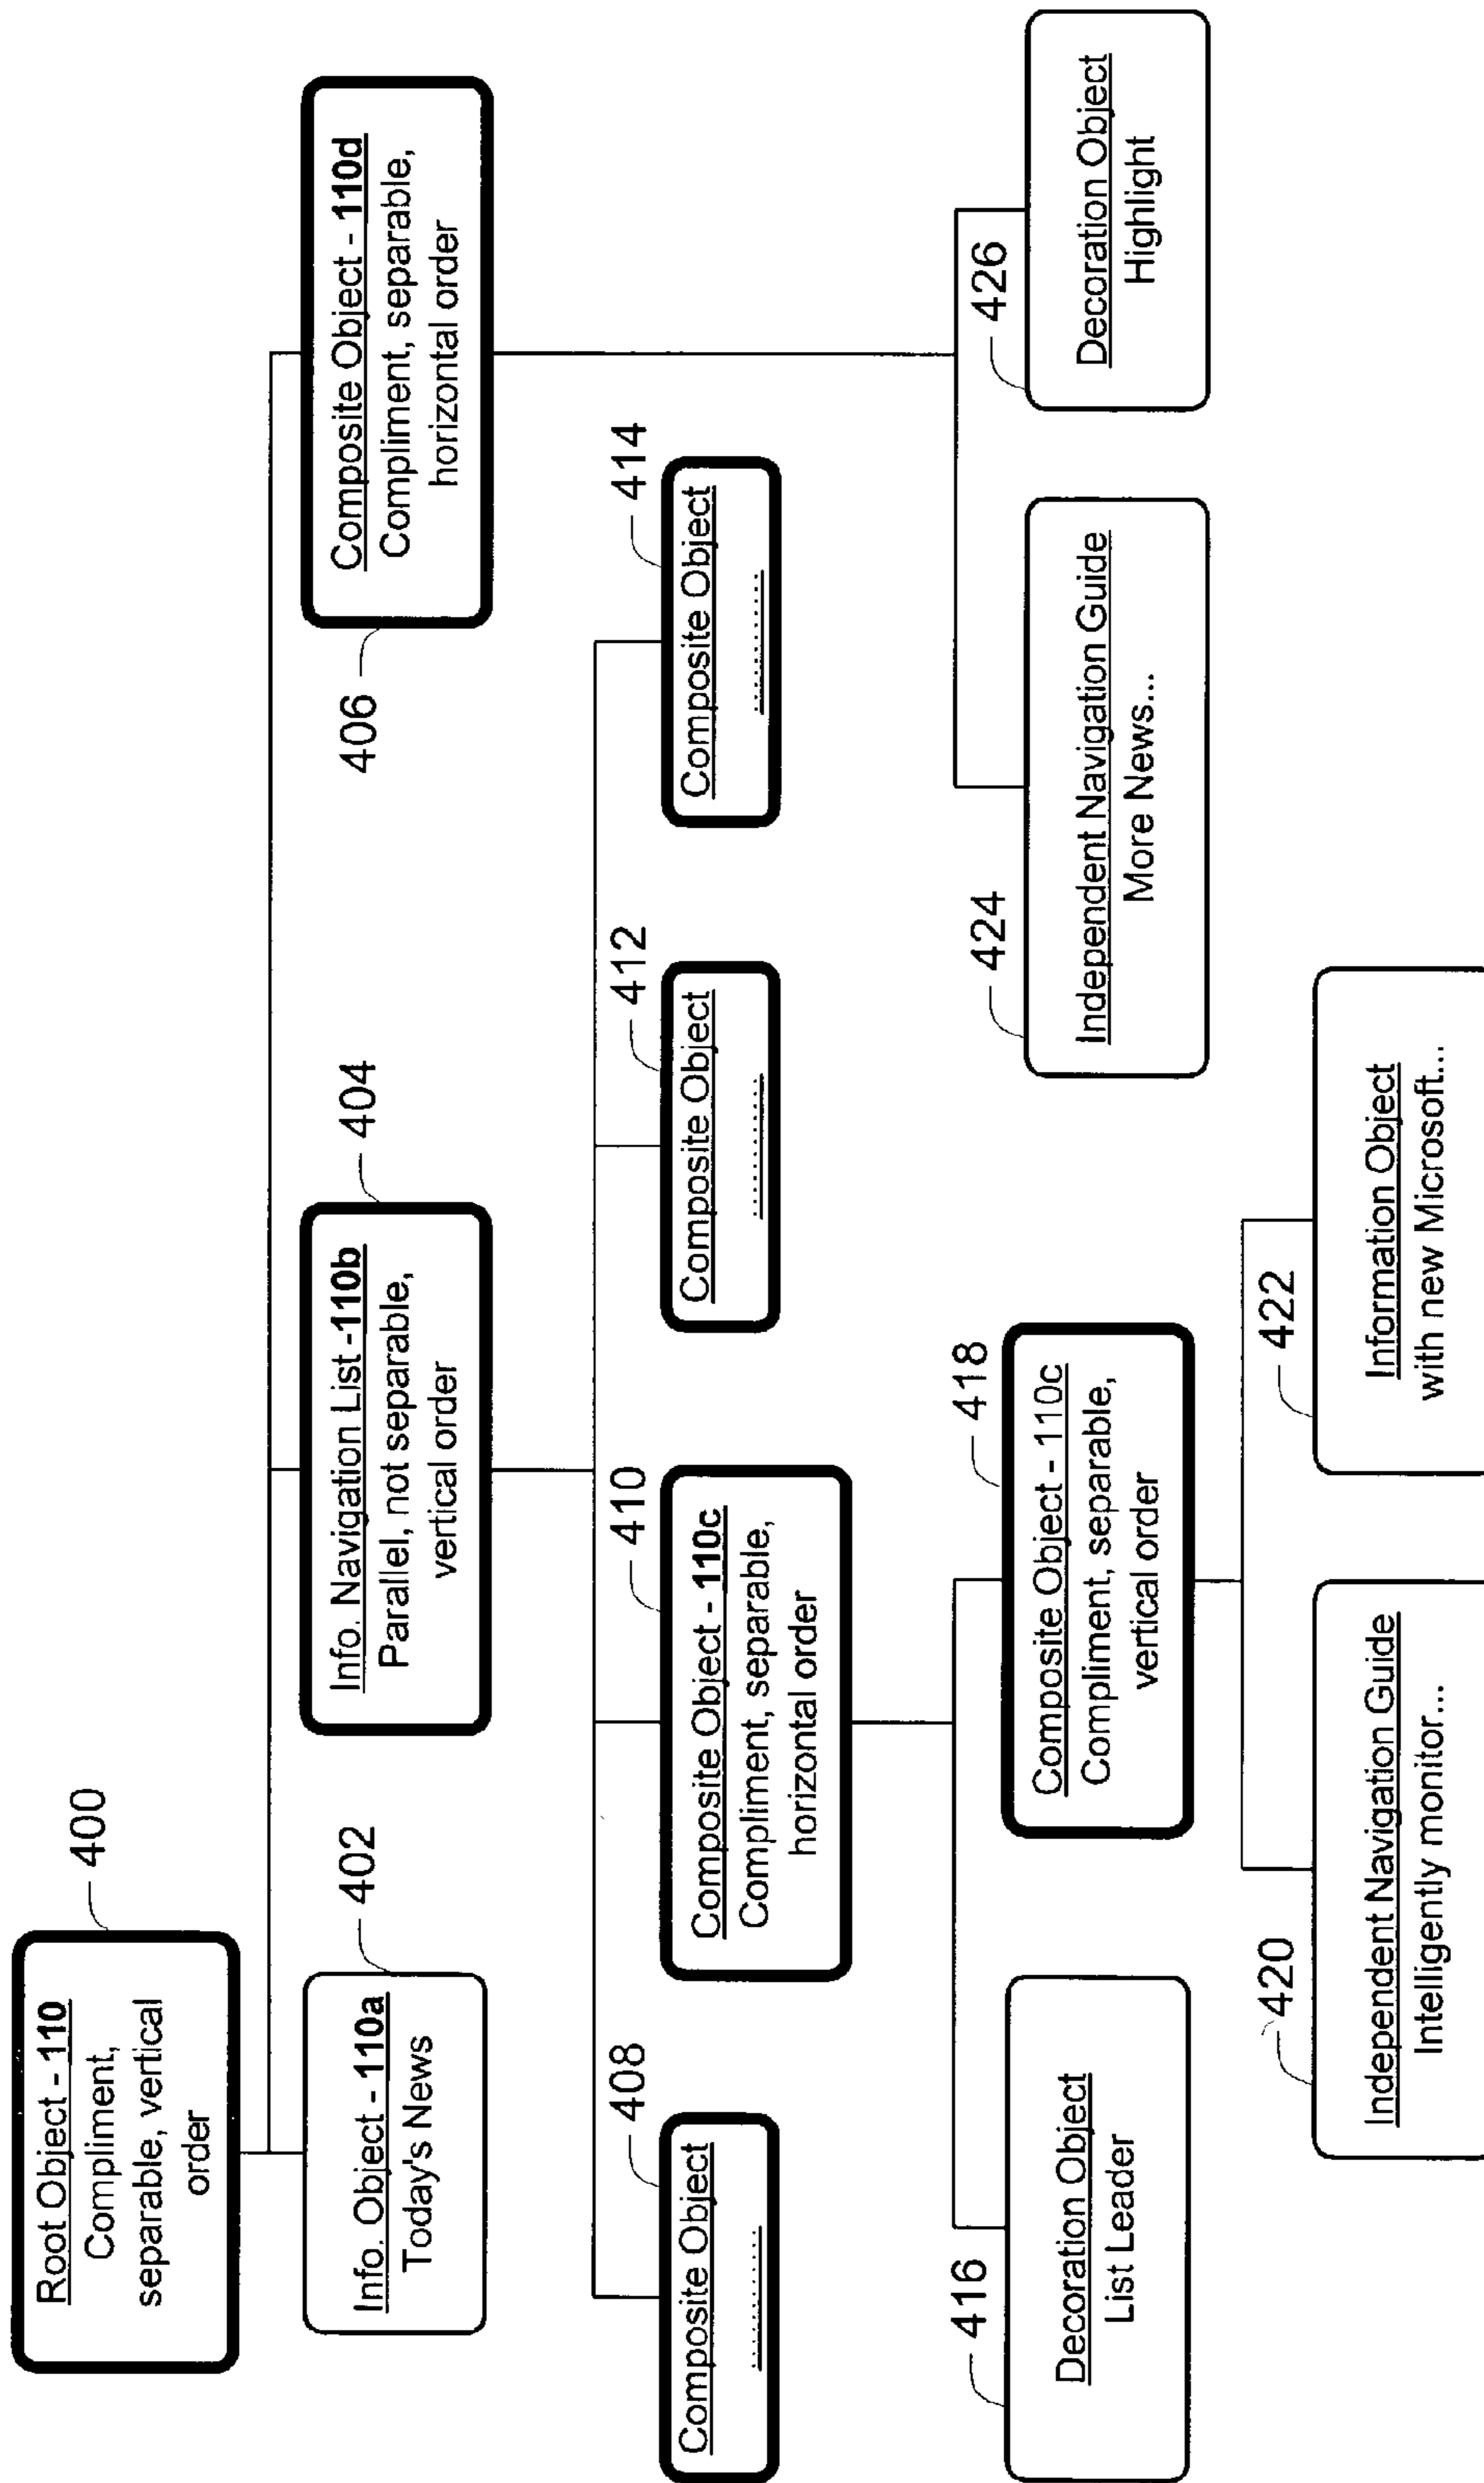 400
Root Object - 110
Compliment,
separable, vertical
order
402
Info. Object - 110a
Today's News
404
Info. Navigation List -110b
Parallel, not separable,
vertical order
406
Composite Object - 110d
Compliment, separable,
horizontal order
408
Composite Object
..........
410
Composite Object - 110c
Compliment, separable,
horizontal order
412
Composite Object
..........
414
Composite Object
..........
416
Decoration Object
List Leader
418
Composite Object - 110c
Compliment, separable,
vertical order
424
Independent Navigation Guide
More News...
426
Decoration Object
Highlight
420
Independent Navigation Guide
Intelligently monitor...
422
Information Object
with new Microsoft...